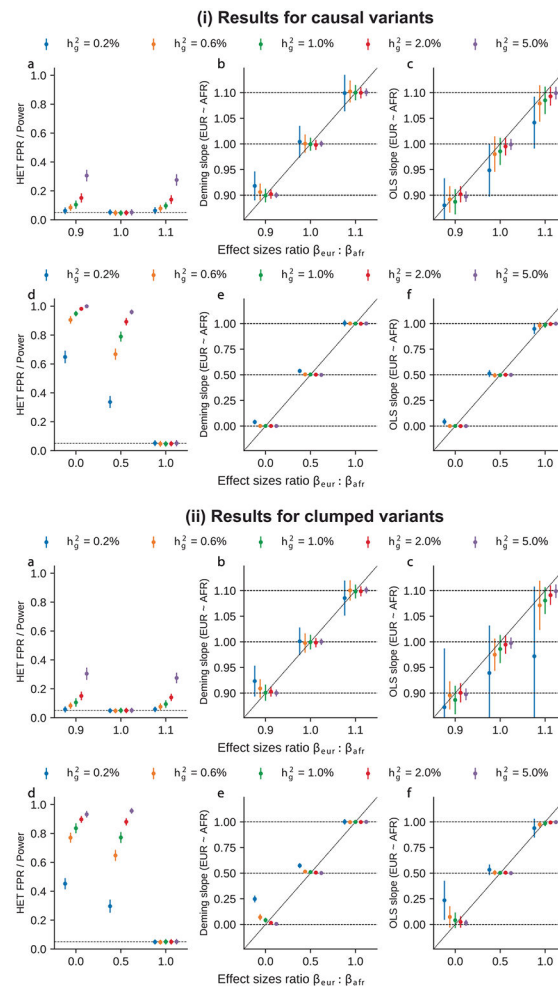 (i) Results for causal variants
h²g = 0.2% h²g = 0.6% h²g = 1.0% h²g = 2.0% h²g = 5.0%
a b c
HET FPR / Power
1.0
0.8
0.6
0.4
0.2
0.0
0.9 1.0 1.1
Deming slope (EUR ~ AFR)
1.10
1.05
1.00
0.95
0.90
0.9 1.0 1.1
OLS slope (EUR ~ AFR)
1.10
1.05
1.00
0.95
0.90
0.9 1.0 1.1
Effect sizes ratio βeur : βafr
h²g = 0.2% h²g = 0.6% h²g = 1.0% h²g = 2.0% h²g = 5.0%
d e f
HET FPR / Power
1.0
0.8
0.6
0.4
0.2
0.0
0.0 0.5 1.0
Deming slope (EUR ~ AFR)
1.00
0.50
0.00
0.0 0.5 1.0
OLS slope (EUR ~ AFR)
1.00
0.50
0.00
0.0 0.5 1.0
Effect sizes ratio βeur : βafr
(ii) Results for clumped variants
h²g = 0.2% h²g = 0.6% h²g = 1.0% h²g = 2.0% h²g = 5.0%
a b c
HET FPR / Power
1.0
0.8
0.6
0.4
0.2
0.0
0.9 1.0 1.1
Deming slope (EUR ~ AFR)
1.10
1.05
1.00
0.95
0.90
0.9 1.0 1.1
OLS slope (EUR ~ AFR)
1.10
1.05
1.00
0.95
0.90
0.9 1.0 1.1
Effect sizes ratio βeur : βafr
h²g = 0.2% h²g = 0.6% h²g = 1.0% h²g = 2.0% h²g = 5.0%
d e f
HET FPR / Power
1.0
0.8
0.6
0.4
0.2
0.0
0.0 0.5 1.0
Deming slope (EUR ~ AFR)
1.00
0.50
0.00
0.0 0.5 1.0
OLS slope (EUR ~ AFR)
1.00
0.50
0.00
0.0 0.5 1.0
Effect sizes ratio βeur : βafr